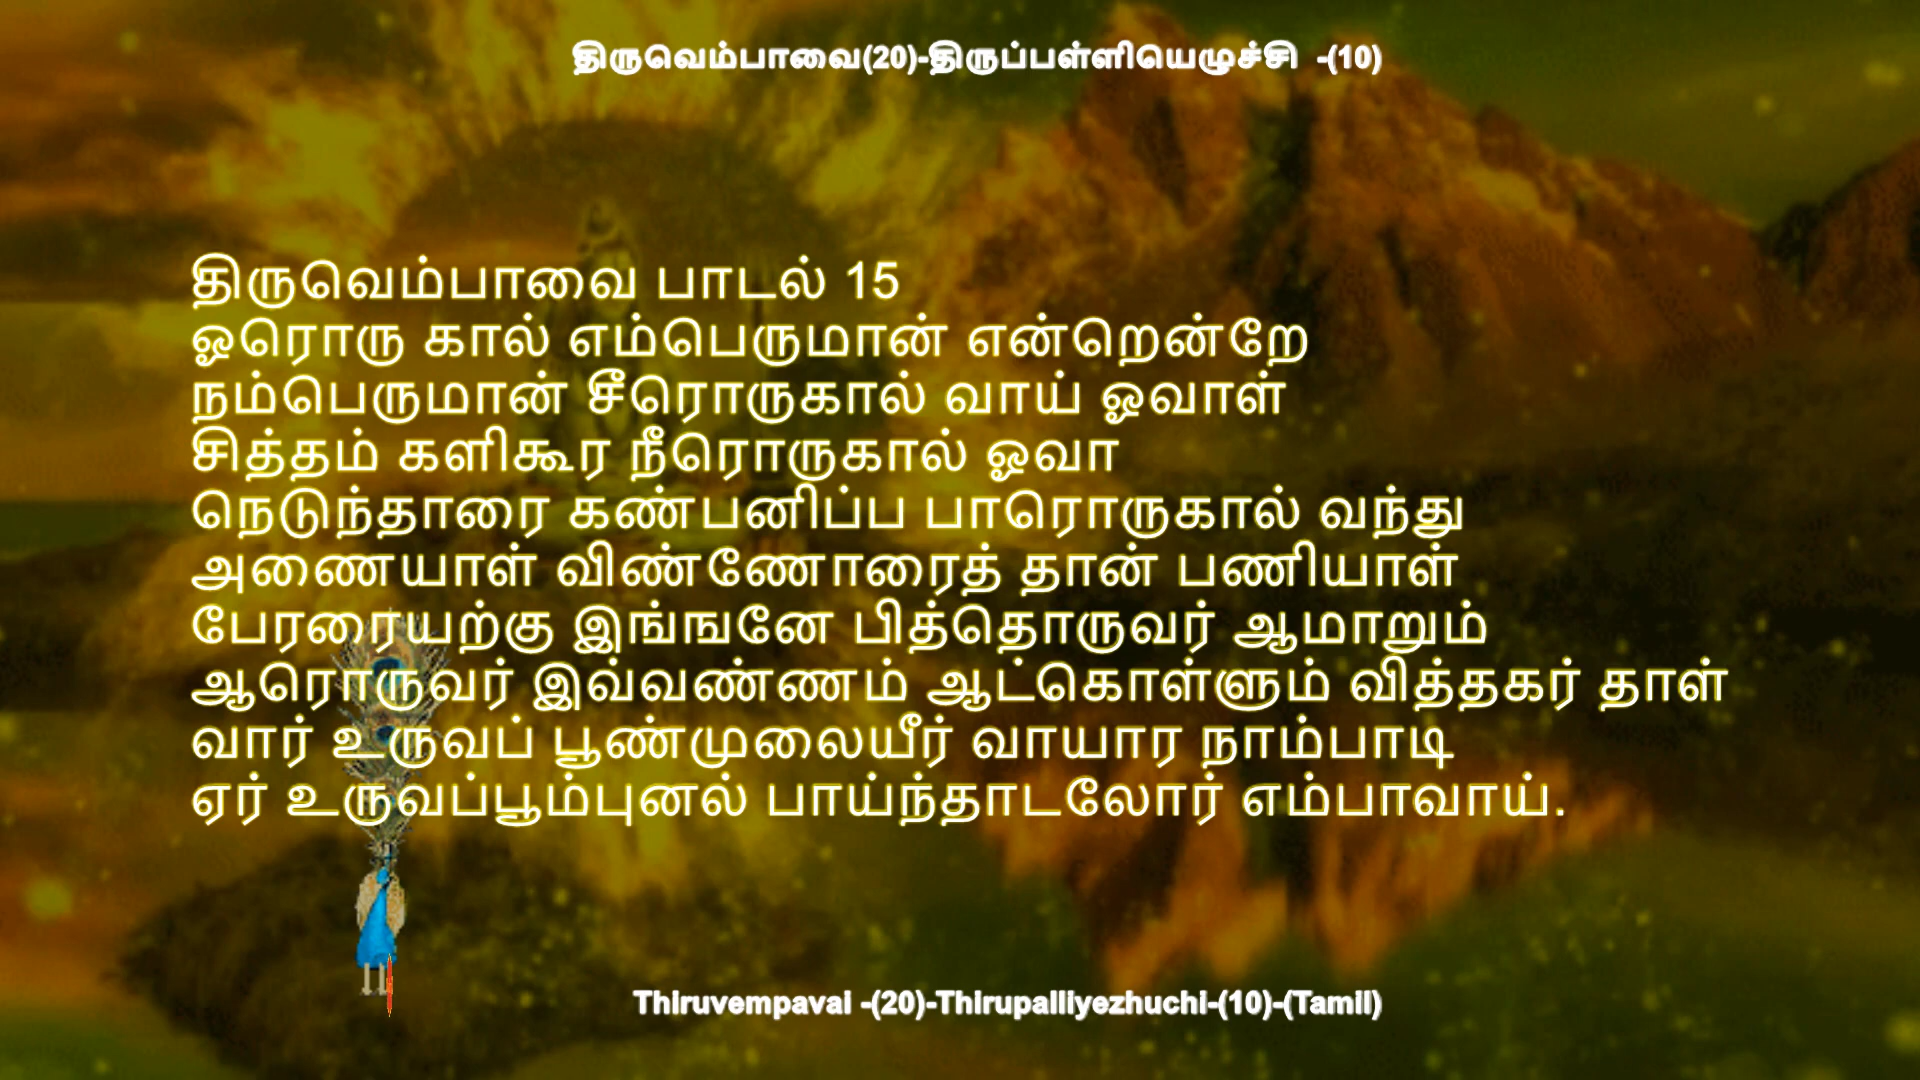 திருவெம்பாவை(20)-திருப்பள்ளியெழுச்சி -(10)
திருவெம்பாவை பாடல் 15
ஓரொரு கால் எம்பெருமான் என்றென்றே
நம்பெருமான் சீரொருகால் வாய் ஓவாள்
சித்தம் களிகூர நீரொருகால் ஓவா
நெடுந்தாரை கண்பனிப்ப பாரொருகால் வந்து
அணையாள் விண்ணோரைத் தான் பணியாள்
பேரரையற்கு இங்ஙனே பித்தொருவர் ஆமாறும்
ஆரொருவர் இவ்வண்ணம் ஆட்கொள்ளும் வித்தகர் தாள்
வார் உருவப் பூண்முலையீர் வாயார நாம்பாடி
ஏர் உருவப்பூம்புனல் பாய்ந்தாடலோர் எம்பாவாய்.
Thiruvempavai -(20)-Thirupalliyezhuchi-(10)-(Tamil)